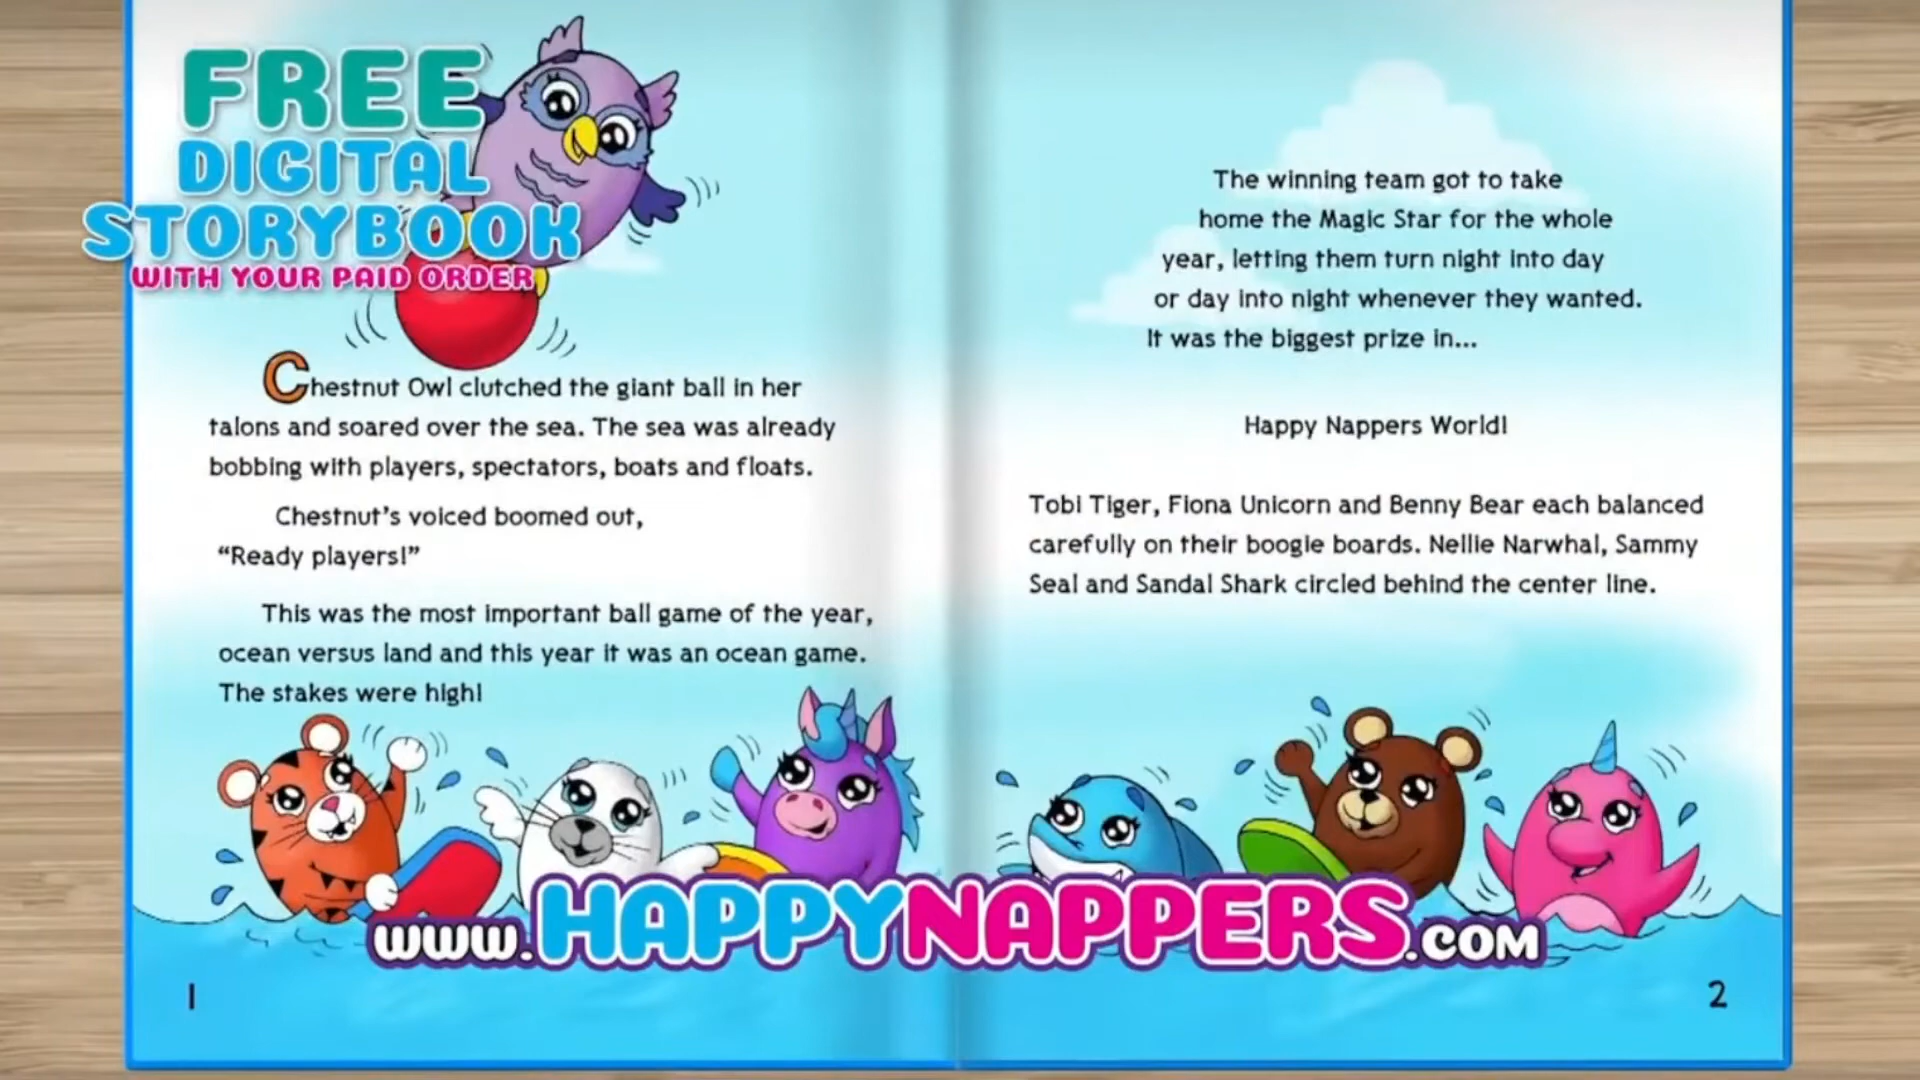 FREE
DIGITAL
STORYBOOK
WITH YOUR PAID ORDER
Chestnut Owl clutched the giant ball in her
talons and soared over the sea. The sea was already
bobbing with players, spectators, boats and floats.
Chestnut's voiced boomed out,
“Ready players!”
This was the most important ball game of the year,
ocean versus land and this year it was an ocean game.
The stakes were high!
1
The winning team got to take
home the Magic Star for the whole
year, letting them turn night into day
or day into night whenever they wanted.
It was the biggest prize in...
Happy Nappers World!
Tobi Tiger, Fiona Unicorn and Benny Bear each balanced
carefully on their boogie boards. Nellie Narwhal, Sammy
Seal and Sandal Shark circled behind the center line.
2
www.HAPPYNAPPERS.COM